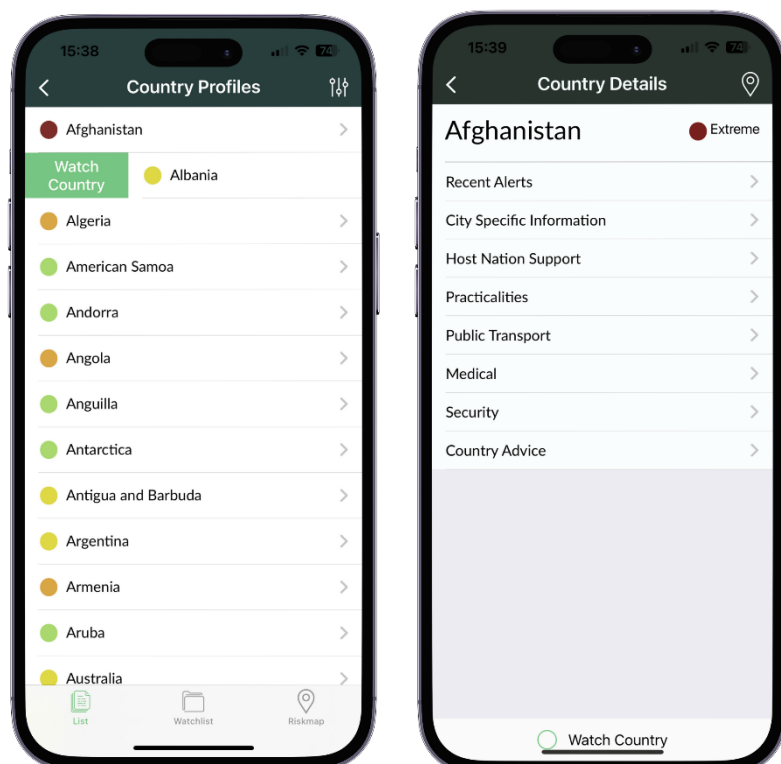 15:38
74
Country Profiles
Afghanistan
Watch
Country
Albania
Algeria
American Samoa
Andorra
Angola
Anguilla
Antarctica
Antigua and Barbuda
Argentina
Armenia
Aruba
Australia
List
Watchlist
Riskmap
15:39
74
Country Details
Afghanistan
Extreme
Recent Alerts
City Specific Information
Host Nation Support
Practicalities
Public Transport
Medical
Security
Country Advice
Watch Country